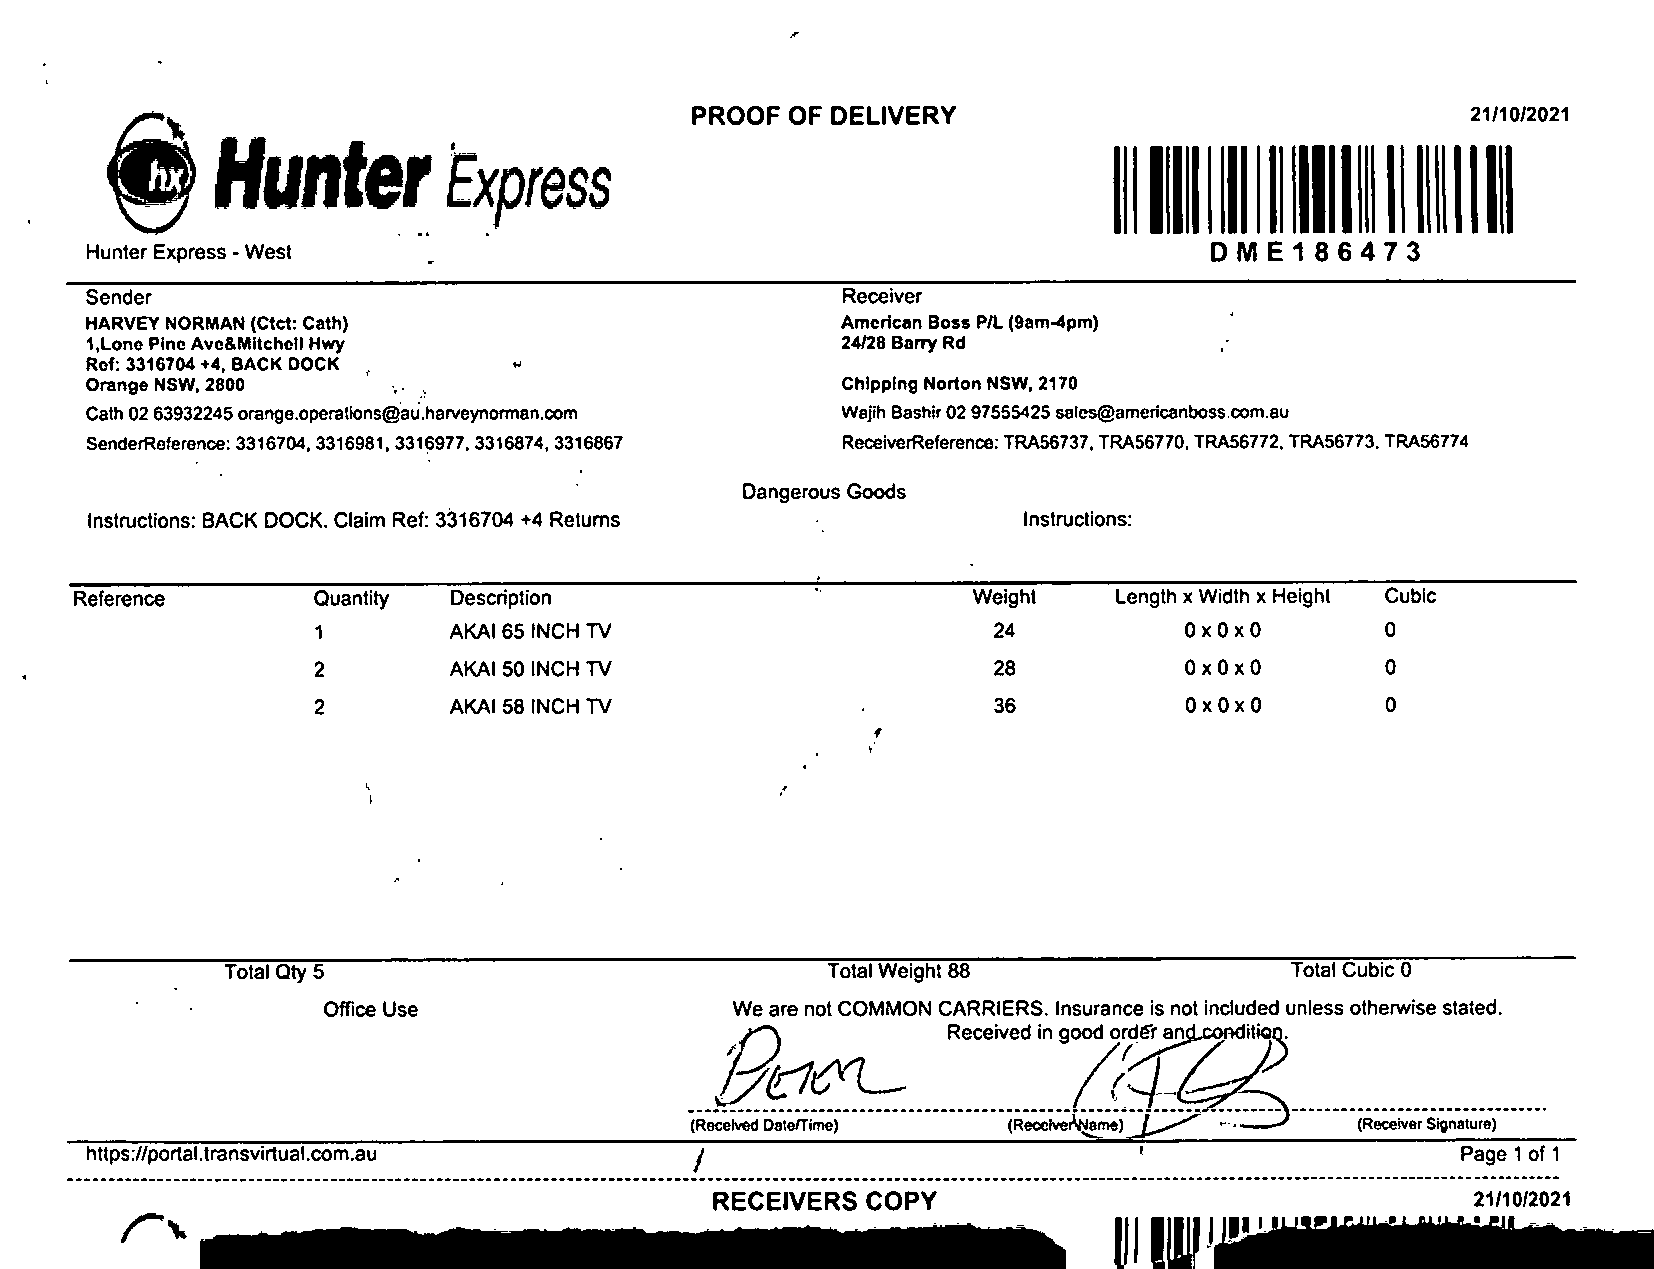 PROOF OF DELIVERY
21/10/2021
hx Hunter Express
Hunter Express - West
DME186473
Sender
Receiver
HARVEY NORMAN (Ctct: Cath)
American Boss P/L (9am-4pm)
1,Lone Pine Ave&Mitchell Hwy
24/28 Barry Rd
Ref: 3316704 +4, BACK DOCK
Orange NSW, 2800
Chipping Norton NSW, 2170
Cath 02 63932245 orange.operations@au.harveynorman.com
Wajih Bashir 02 97555425 sales@americanboss.com.au
SenderReference: 3316704, 3316981, 3316977, 3316874, 3316867
ReceiverReference: TRA56737, TRA56770, TRA56772, TRA56773, TRA56774
Dangerous Goods
Instructions: BACK DOCK. Claim Ref: 3316704 +4 Returns
Instructions:
Reference Quantity Description Weight Length x Width x Height Cubic
1 AKAI 65 INCH TV 24 0 x 0 x 0 0
2 AKAI 50 INCH TV 28 0 x 0 x 0 0
2 AKAI 58 INCH TV 36 0 x 0 x 0 0
Total Qty 5 Total Weight 88 Total Cubic 0
Office Use
We are not COMMON CARRIERS. Insurance is not included unless otherwise stated.
Received in good order and condition.
(Received Date/Time) (Receiver Name) (Receiver Signature)
https://portal.transvirtual.com.au
Page 1 of 1
RECEIVERS COPY
21/10/2021